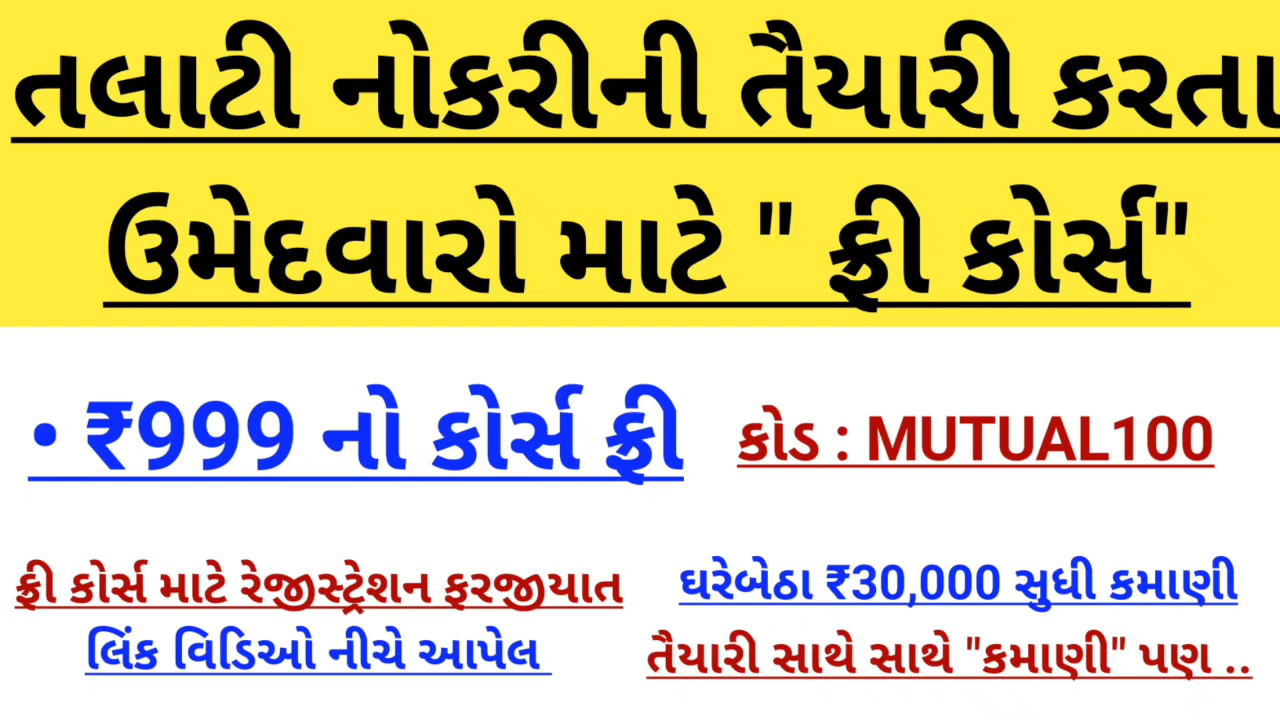 તલાટી નોકરીની તૈયારી કરતા
ઉમેદવારો માટે " ફ્રી કોર્સ"
• ₹999 નો કોર્સ ફ્રી
કોડ : MUTUAL100
ફ્રી કોર્સ માટે રેજીસ્ટ્રેશન ફરજીયાત
લિંક વિડિઓ નીચે આપેલ
ઘરેબેઠા ₹30,000 સુધી કમાણી
તૈયારી સાથે સાથે "કમાણી" પણ ..